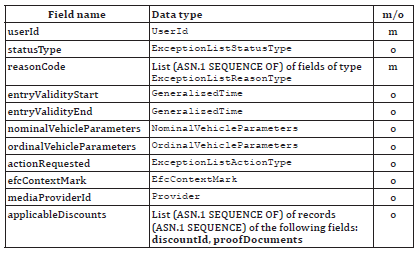 Field name Data type m/o
userId UserId m
statusType ExceptionListStatusType o
reasonCode List (ASN.1 SEQUENCE OF) of fields of type m
ExceptionListReasonType
entryValidityStart GeneralizedTime o
entryValidityEnd GeneralizedTime o
nominalVehicleParameters NominalVehicleParameters o
ordinalVehicleParameters OrdinalVehicleParameters o
actionRequested ExceptionListActionType o
efcContextMark EfcContextMark o
mediaProviderId Provider o
applicableDiscounts List (ASN.1 SEQUENCE OF) of records o
(ASN.1 SEQUENCE) of the following fields:
discountId, proofDocuments